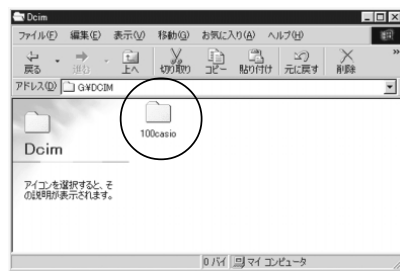 Dcim
ファイル(F) 編集(E) 表示(V) 移動(G) お気に入り(A) ヘルプ(H)
戻る 進む 上へ 切り取り コピー 貼り付け 元に戻す 削除 »
アドレス(D) G:¥DCIM
100casio
Dcim
アイコンを選択すると、そ
の説明が表示されます。
0 バイ マイ コンピュータ